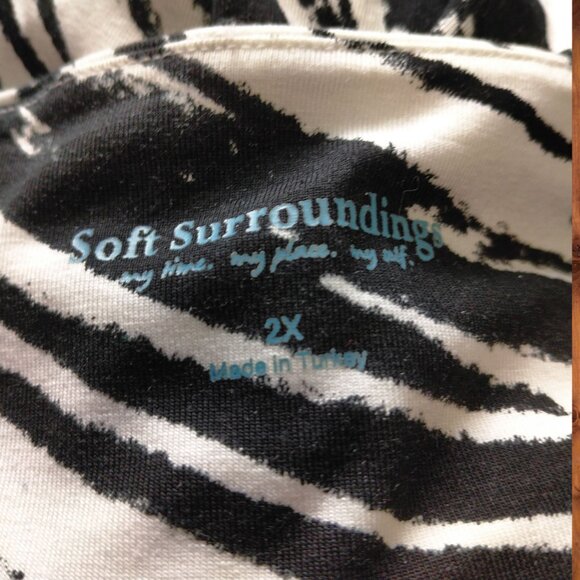 Soft Surroundings
my time. my place. my self.
2X
Made in Turkey